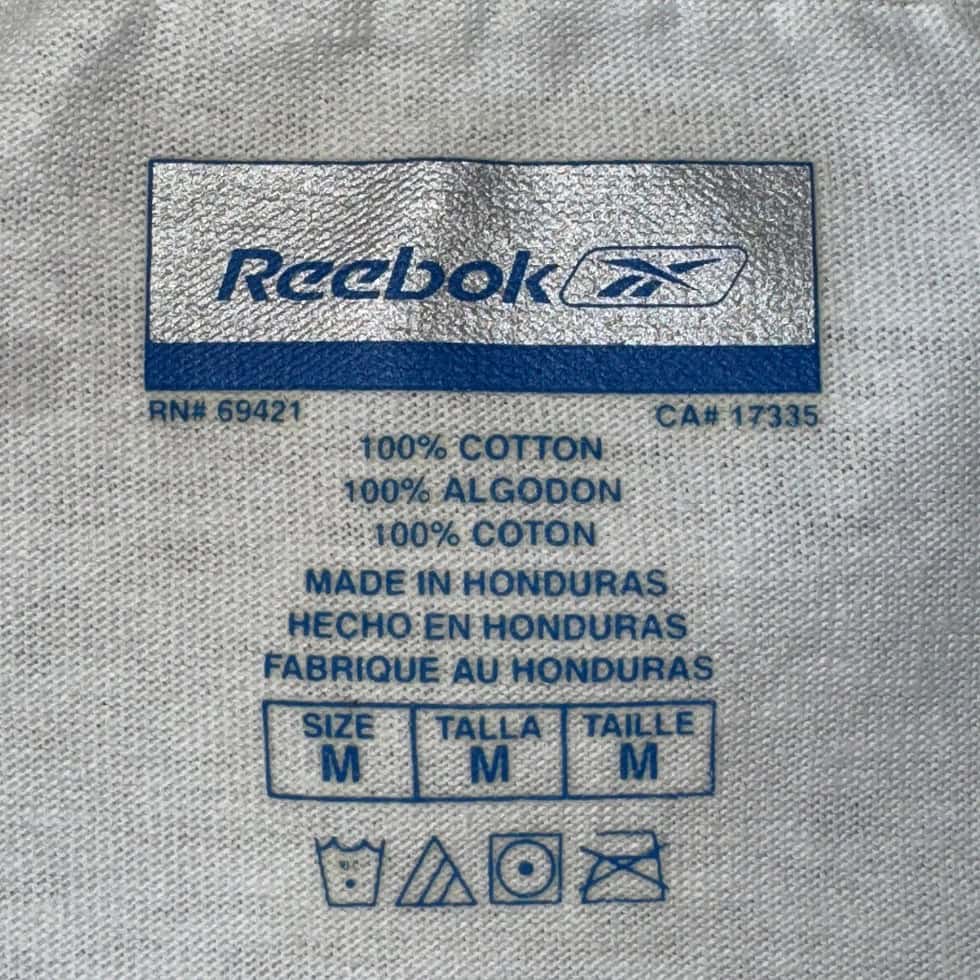 Reebok
RN# 69421 CA# 17335
100% COTTON
100% ALGODON
100% COTON
MADE IN HONDURAS
HECHO EN HONDURAS
FABRIQUE AU HONDURAS
SIZE TALLA TAILLE
M M M